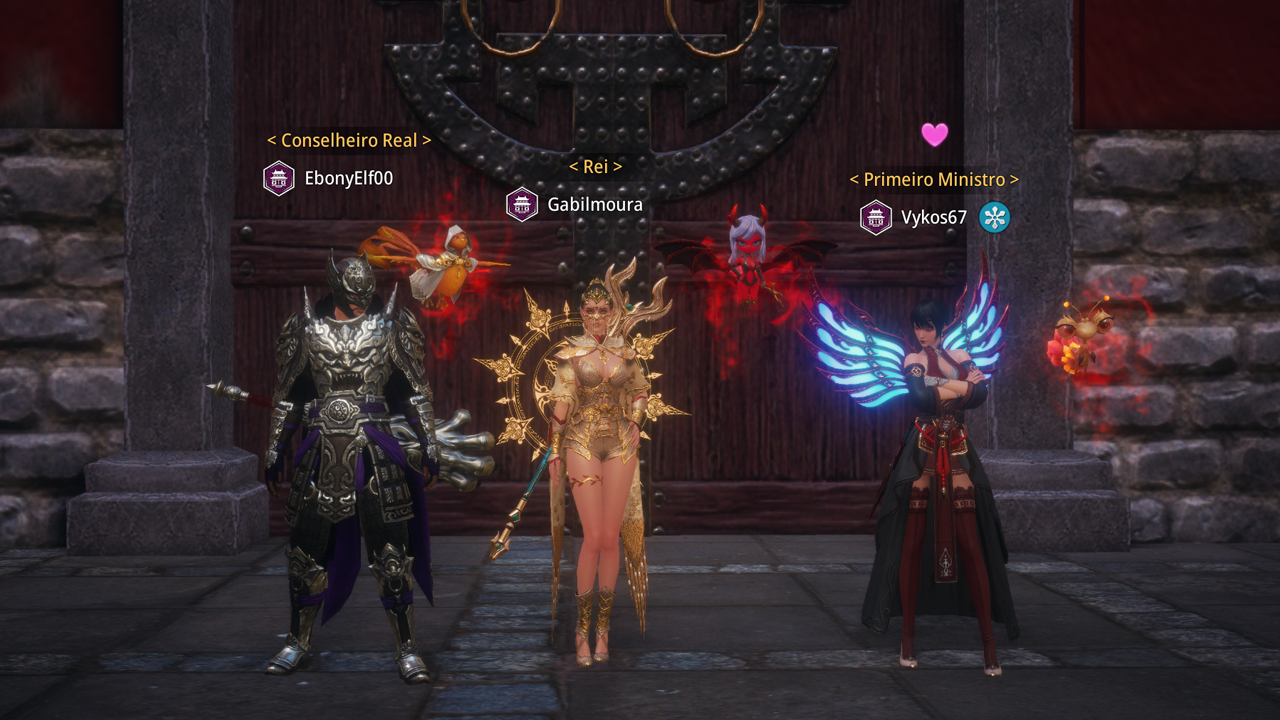 < Conselheiro Real >
EbonyElf00
< Rei >
Gabilmoura
< Primeiro Ministro >
Vykos67